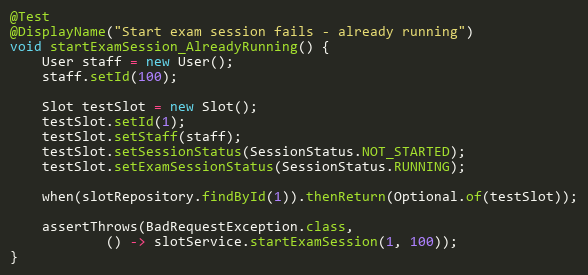 @Test
@DisplayName("Start exam session fails - already running")
void startExamSession_AlreadyRunning() {
    User staff = new User();
    staff.setId(100);

    Slot testSlot = new Slot();
    testSlot.setId(1);
    testSlot.setStaff(staff);
    testSlot.setSessionStatus(SessionStatus.NOT_STARTED);
    testSlot.setExamSessionStatus(SessionStatus.RUNNING);

    when(slotRepository.findById(1)).thenReturn(Optional.of(testSlot));

    assertThrows(BadRequestException.class,
            () -> slotService.startExamSession(1, 100));
}